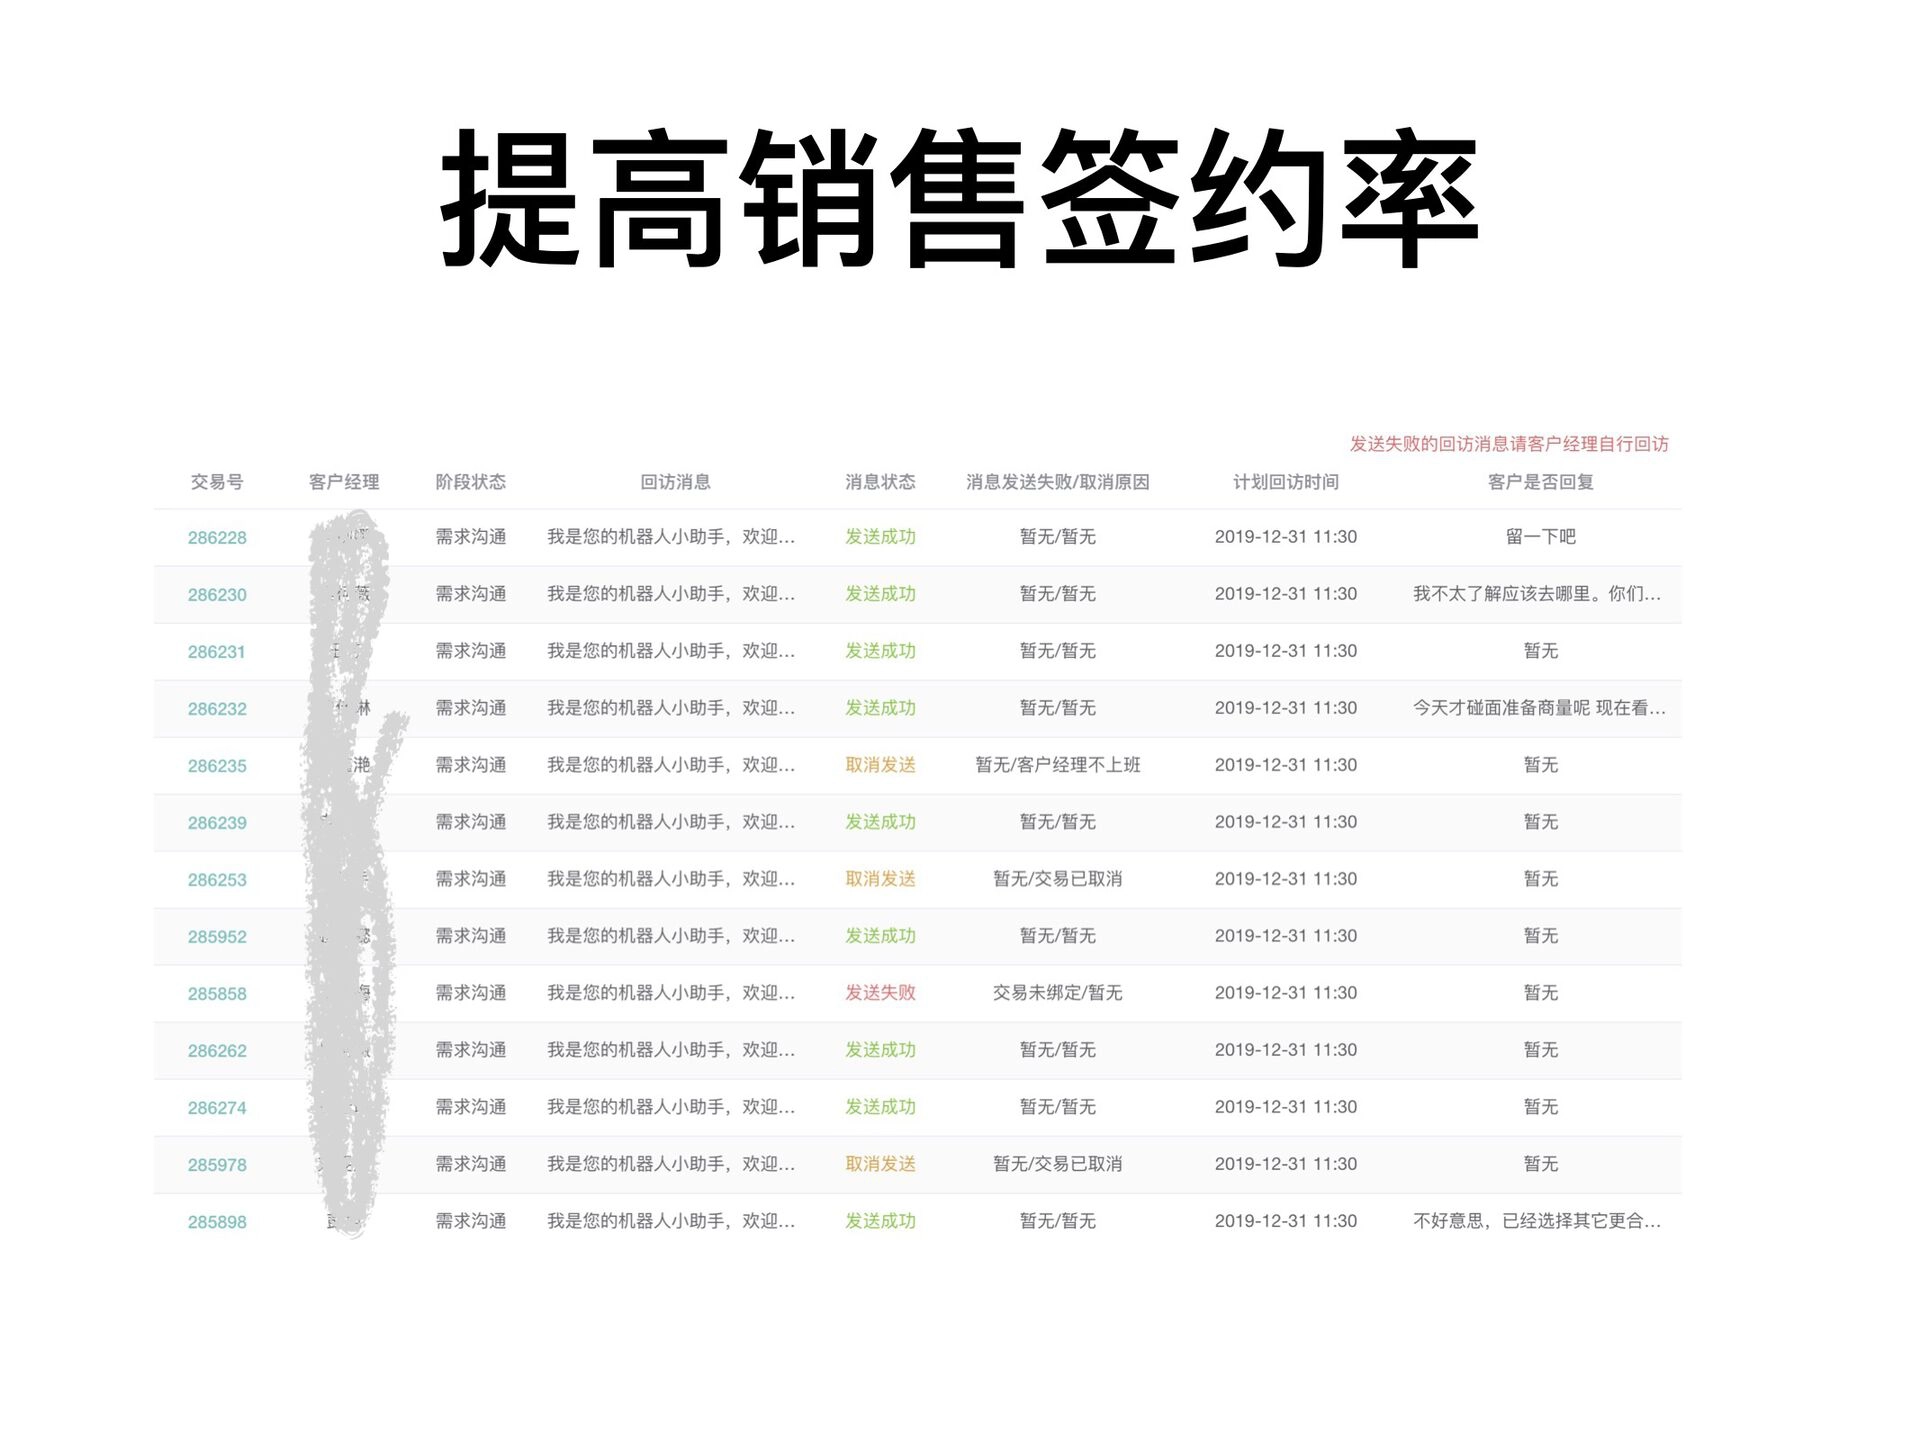 提高销售签约率
发送失败的回访消息请客户经理自行回访
交易号 客户经理 阶段状态 回访消息 消息状态 消息发送失败/取消原因 计划回访时间 客户是否回复
286228 需求沟通 我是您的机器人小助手，欢迎... 发送成功 暂无/暂无 2019-12-31 11:30 留一下吧
286230 薇 需求沟通 我是您的机器人小助手，欢迎... 发送成功 暂无/暂无 2019-12-31 11:30 我不太了解应该去哪里。你们...
286231 需求沟通 我是您的机器人小助手，欢迎... 发送成功 暂无/暂无 2019-12-31 11:30 暂无
286232 琳 需求沟通 我是您的机器人小助手，欢迎... 发送成功 暂无/暂无 2019-12-31 11:30 今天才碰面准备商量呢 现在看...
286235 滟 需求沟通 我是您的机器人小助手，欢迎... 取消发送 暂无/客户经理不上班 2019-12-31 11:30 暂无
286239 需求沟通 我是您的机器人小助手，欢迎... 发送成功 暂无/暂无 2019-12-31 11:30 暂无
286253 需求沟通 我是您的机器人小助手，欢迎... 取消发送 暂无/交易已取消 2019-12-31 11:30 暂无
285952 需求沟通 我是您的机器人小助手，欢迎... 发送成功 暂无/暂无 2019-12-31 11:30 暂无
285858 需求沟通 我是您的机器人小助手，欢迎... 发送失败 交易未绑定/暂无 2019-12-31 11:30 暂无
286262 需求沟通 我是您的机器人小助手，欢迎... 发送成功 暂无/暂无 2019-12-31 11:30 暂无
286274 需求沟通 我是您的机器人小助手，欢迎... 发送成功 暂无/暂无 2019-12-31 11:30 暂无
285978 需求沟通 我是您的机器人小助手，欢迎... 取消发送 暂无/交易已取消 2019-12-31 11:30 暂无
285898 需求沟通 我是您的机器人小助手，欢迎... 发送成功 暂无/暂无 2019-12-31 11:30 不好意思，已经选择其它更合...